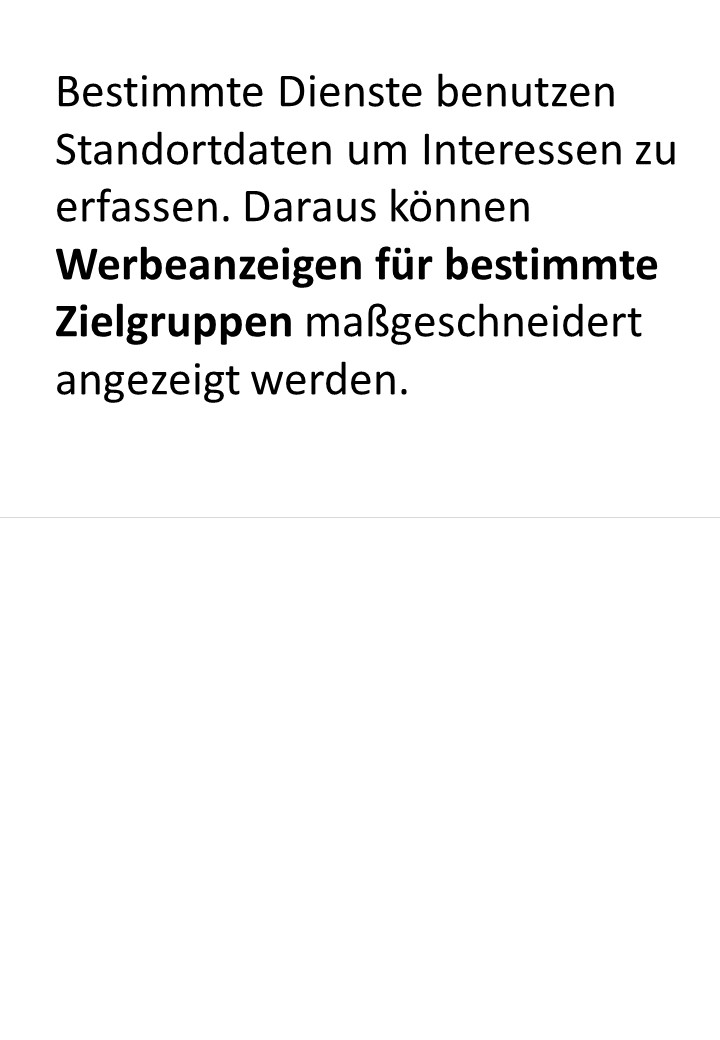 Bestimmte Dienste benutzen
Standortdaten um Interessen zu
erfassen. Daraus können
Werbeanzeigen für bestimmte
Zielgruppen maßgeschneidert
angezeigt werden.